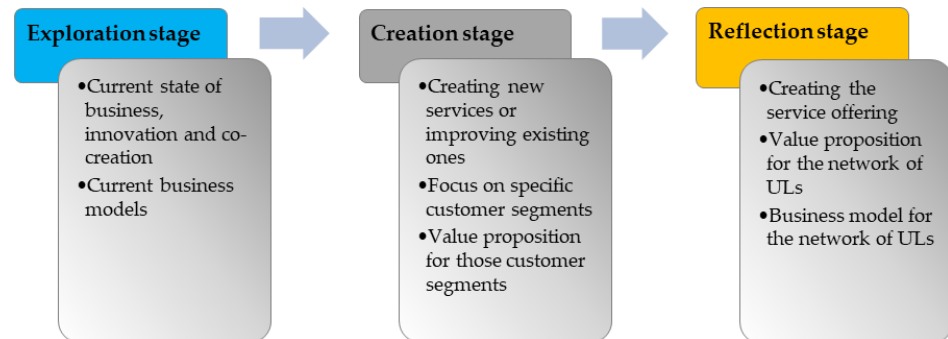 Exploration stage
•Current state of
business,
innovation and co-
creation
•Current business
models
Creation stage
•Creating new
services or
improving existing
ones
•Focus on specific
customer segments
•Value proposition
for those customer
segments
Reflection stage
•Creating the
service offering
•Value proposition
for the network of
ULs
•Business model for
the network of ULs